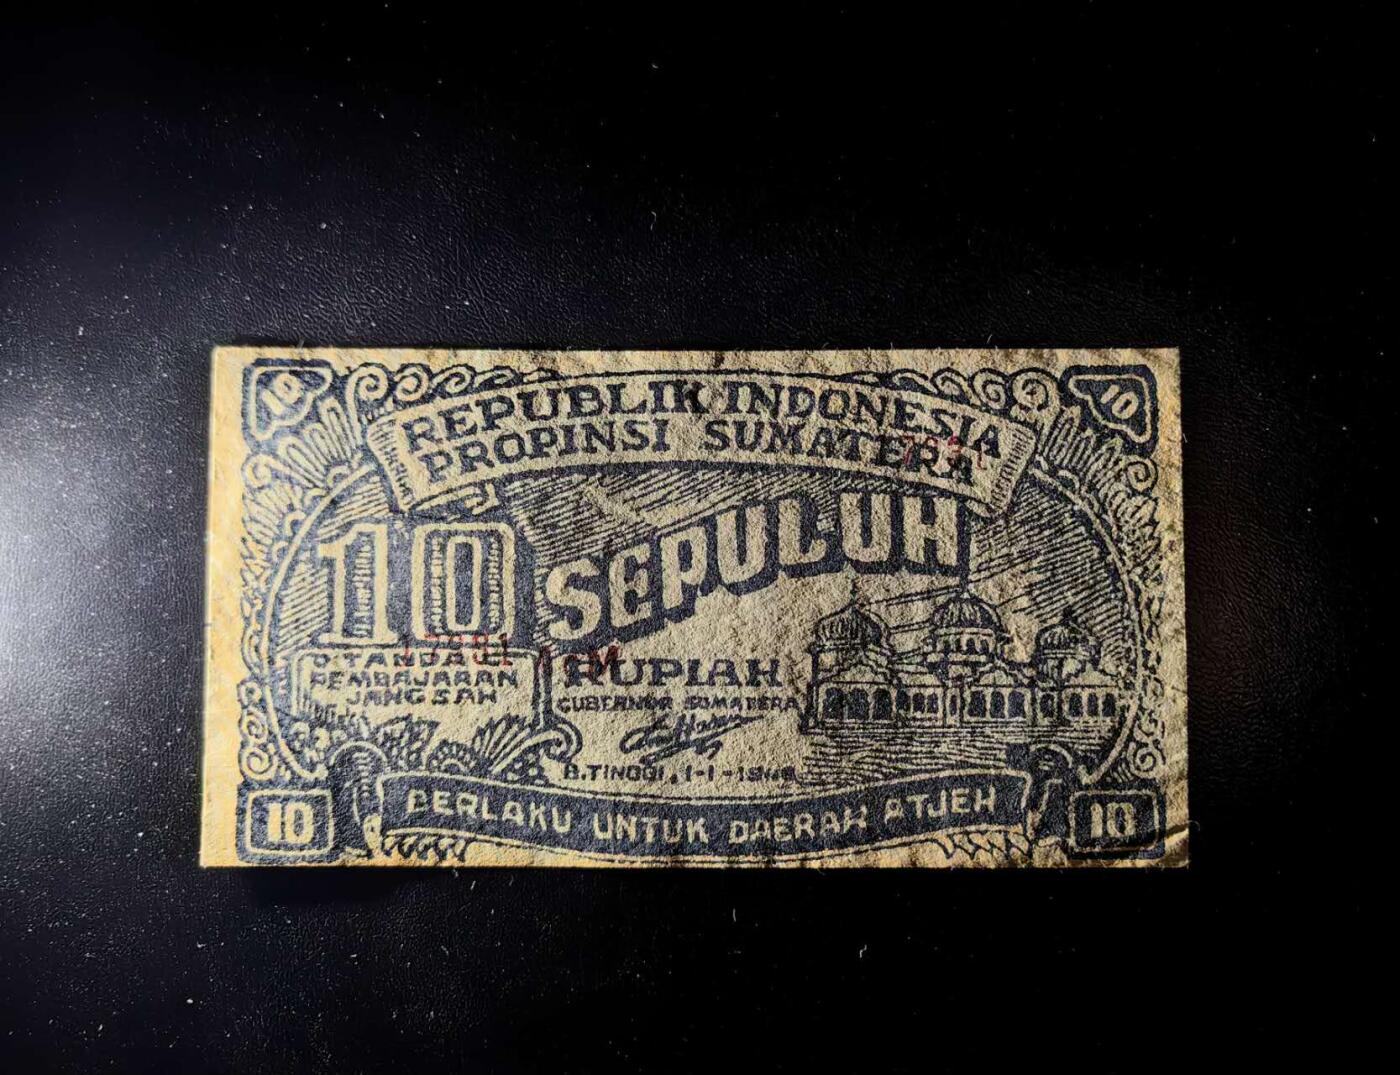 10
10
REPUBLIK INDONESIA
PROPINSI SUMATERA
10
SEPULUH
RUPIAH
DITANDAI
PEMBAJARAN
JANG SAH
GUBERNUR SUMATERA
B.TINGGI, 1-1-1948
BERLAKU UNTUK DAERAH ATJEH
10
10